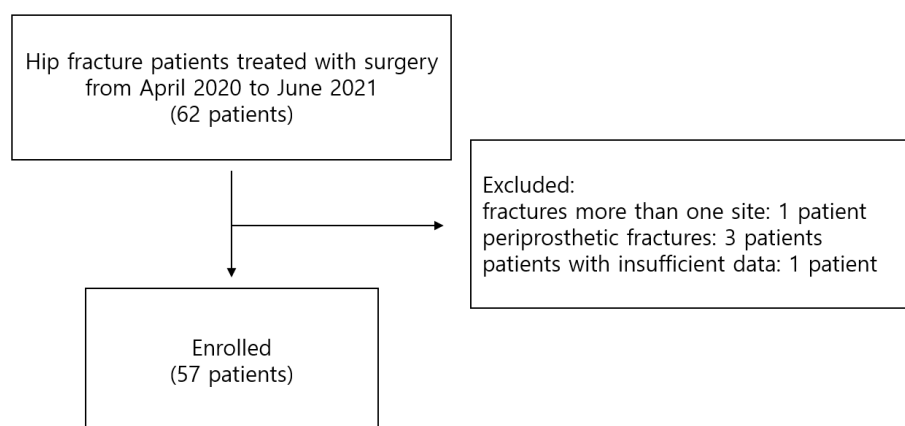 Hip fracture patients treated with surgery
from April 2020 to June 2021
(62 patients)
Excluded:
fractures more than one site: 1 patient
periprosthetic fractures: 3 patients
patients with insufficient data: 1 patient
Enrolled
(57 patients)